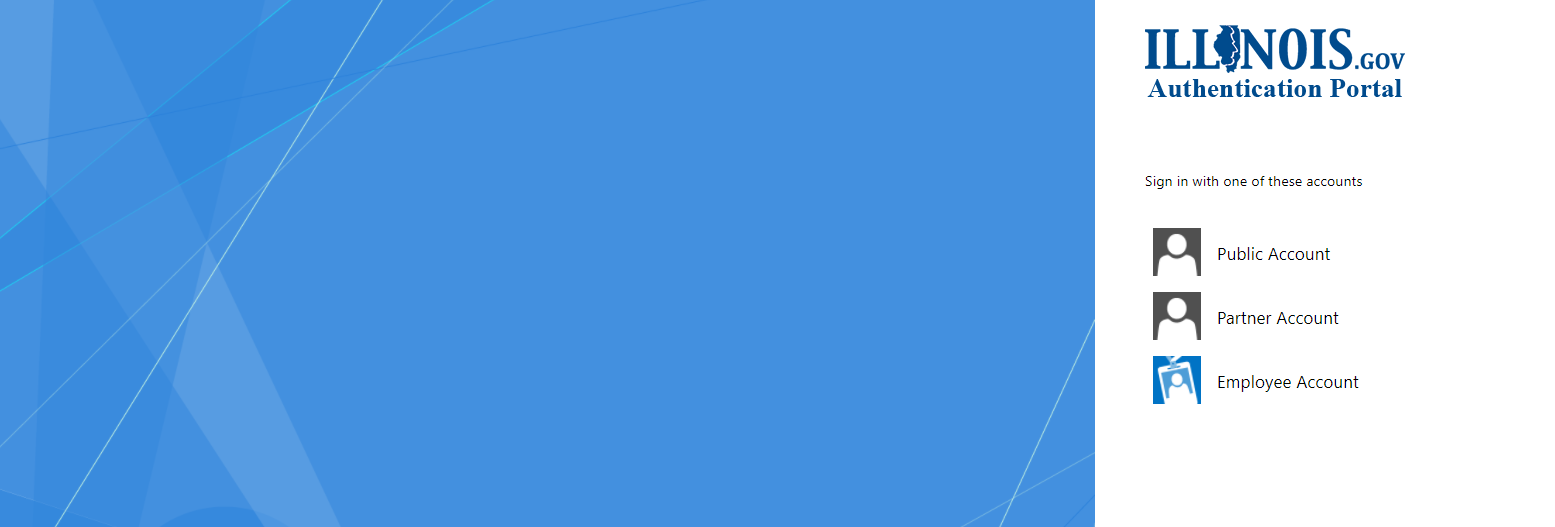 ILLINOIS.GOV
Authentication Portal
Sign in with one of these accounts
Public Account
Partner Account
Employee Account